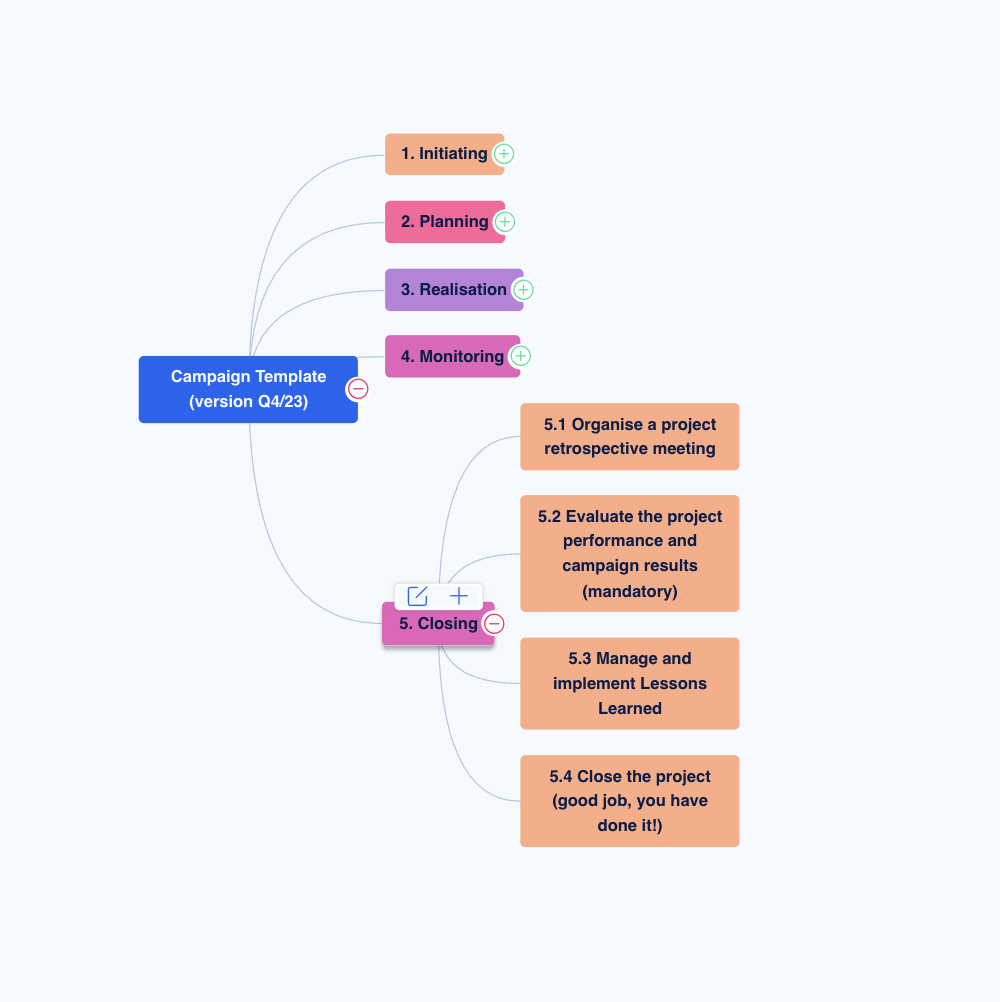 1. Initiating
2. Planning
3. Realisation
4. Monitoring
Campaign Template
(version Q4/23)
5.1 Organise a project
retrospective meeting
5.2 Evaluate the project
performance and
campaign results
(mandatory)
5. Closing
5.3 Manage and
implement Lessons
Learned
5.4 Close the project
(good job, you have
done it!)